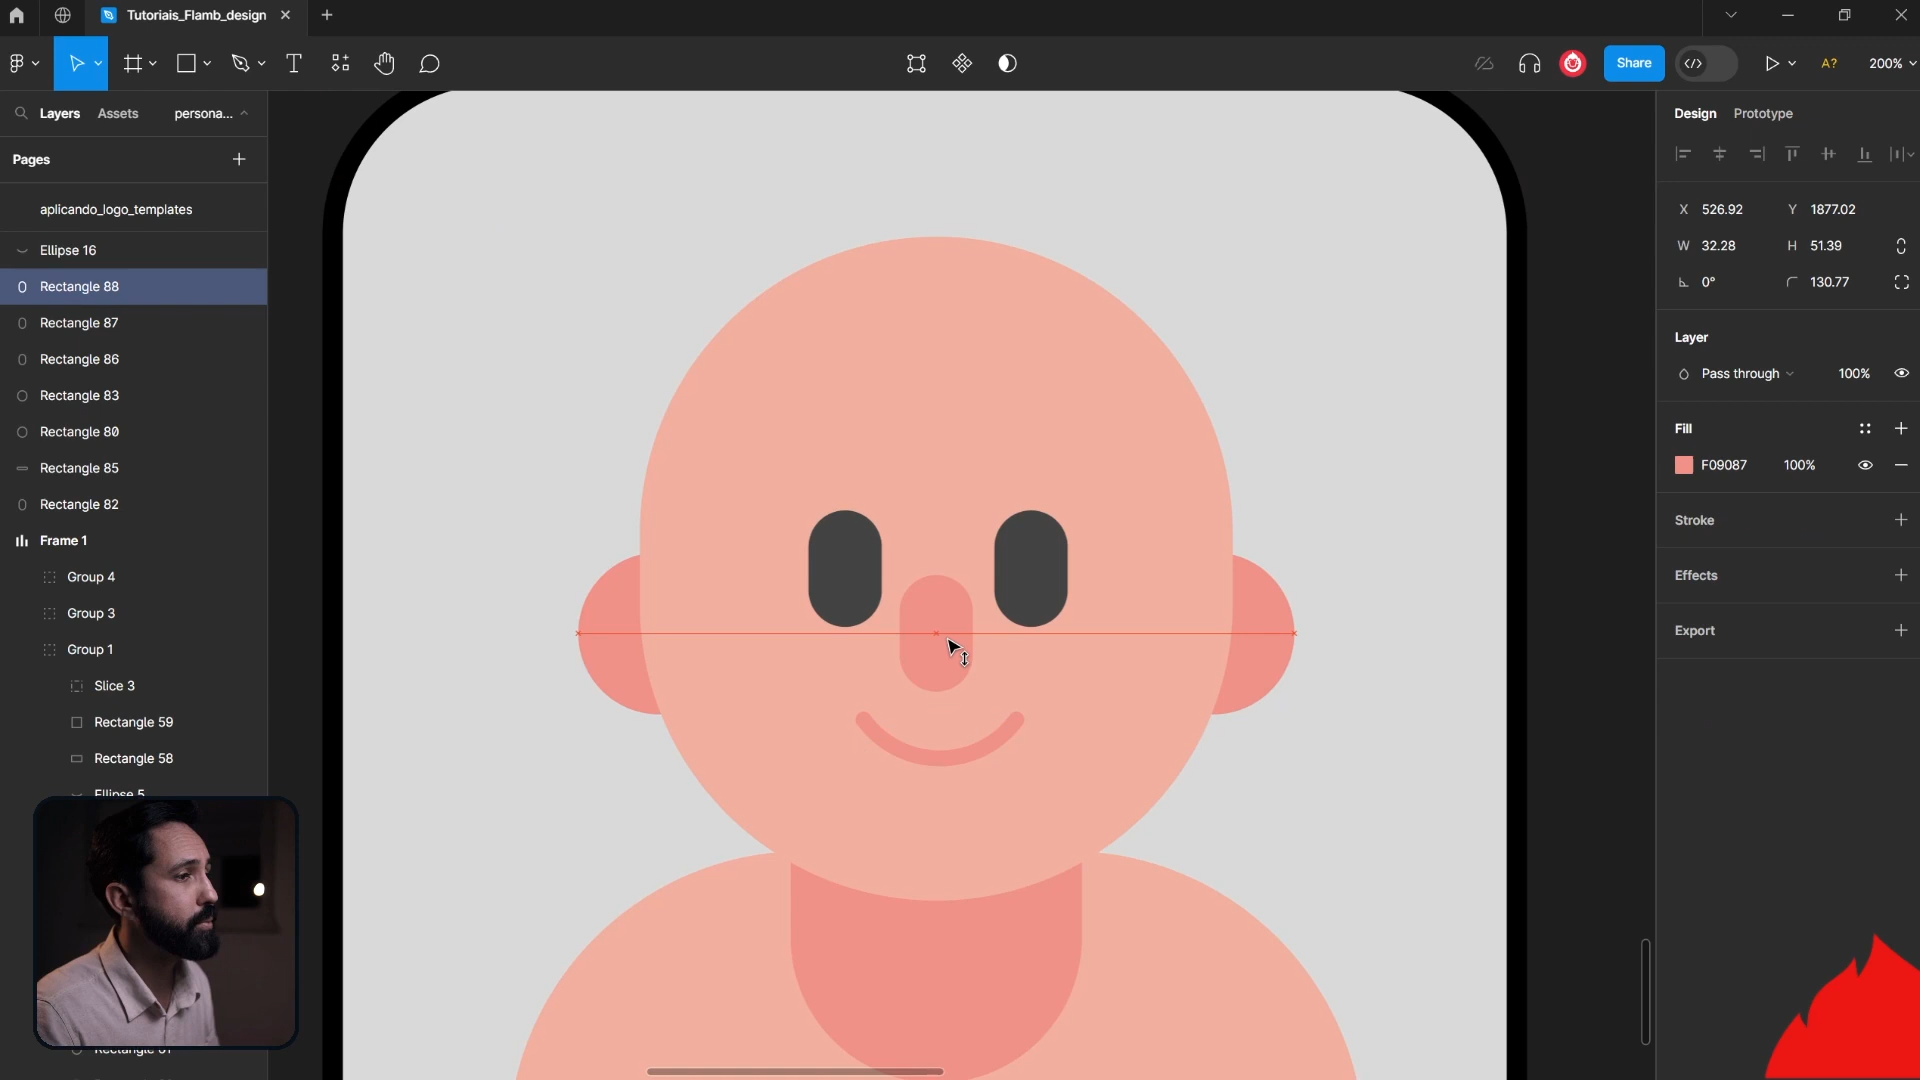 Tutoriais_Flamb_design
Share
A?
200%
Layers
Assets
persona...
Pages
aplicando_logo_templates
Ellipse 16
Rectangle 88
Rectangle 87
Rectangle 86
Rectangle 83
Rectangle 80
Rectangle 85
Rectangle 82
Frame 1
Group 4
Group 3
Group 1
Slice 3
Rectangle 59
Rectangle 58
Ellipse 5
Design
Prototype
X 526.92 Y 1877.02
W 32.28 H 51.39
0° 130.77
Layer
Pass through 100%
Fill
F09087 100%
Stroke
Effects
Export